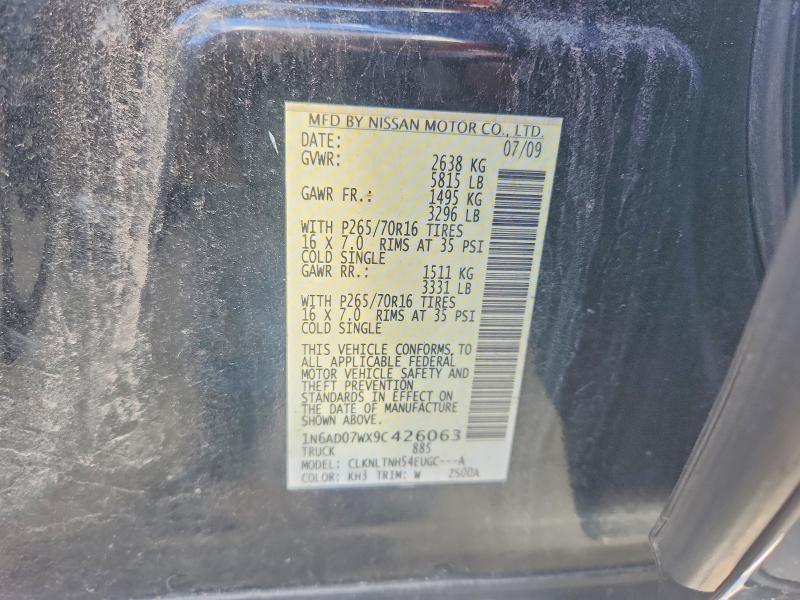 MFD BY NISSAN MOTOR CO., LTD.
DATE: 07/09
GVWR: 2638 KG
5815 LB
GAWR FR.: 1495 KG
3296 LB
WITH P265/70R16 TIRES
16 X 7.0 RIMS AT 35 PSI
COLD SINGLE
GAWR RR.: 1511 KG
3331 LB
WITH P265/70R16 TIRES
16 X 7.0 RIMS AT 35 PSI
COLD SINGLE
THIS VEHICLE CONFORMS TO
ALL APPLICABLE FEDERAL
MOTOR VEHICLE SAFETY AND
THEFT PREVENTION
STANDARDS IN EFFECT ON
THE DATE OF MANUFACTURE
SHOWN ABOVE.
1N6AD07WX9C426063
TRUCK 885
MODEL: CLKNLTNH54EUGC---A
COLOR: KH3 TRIM: W 2S00A